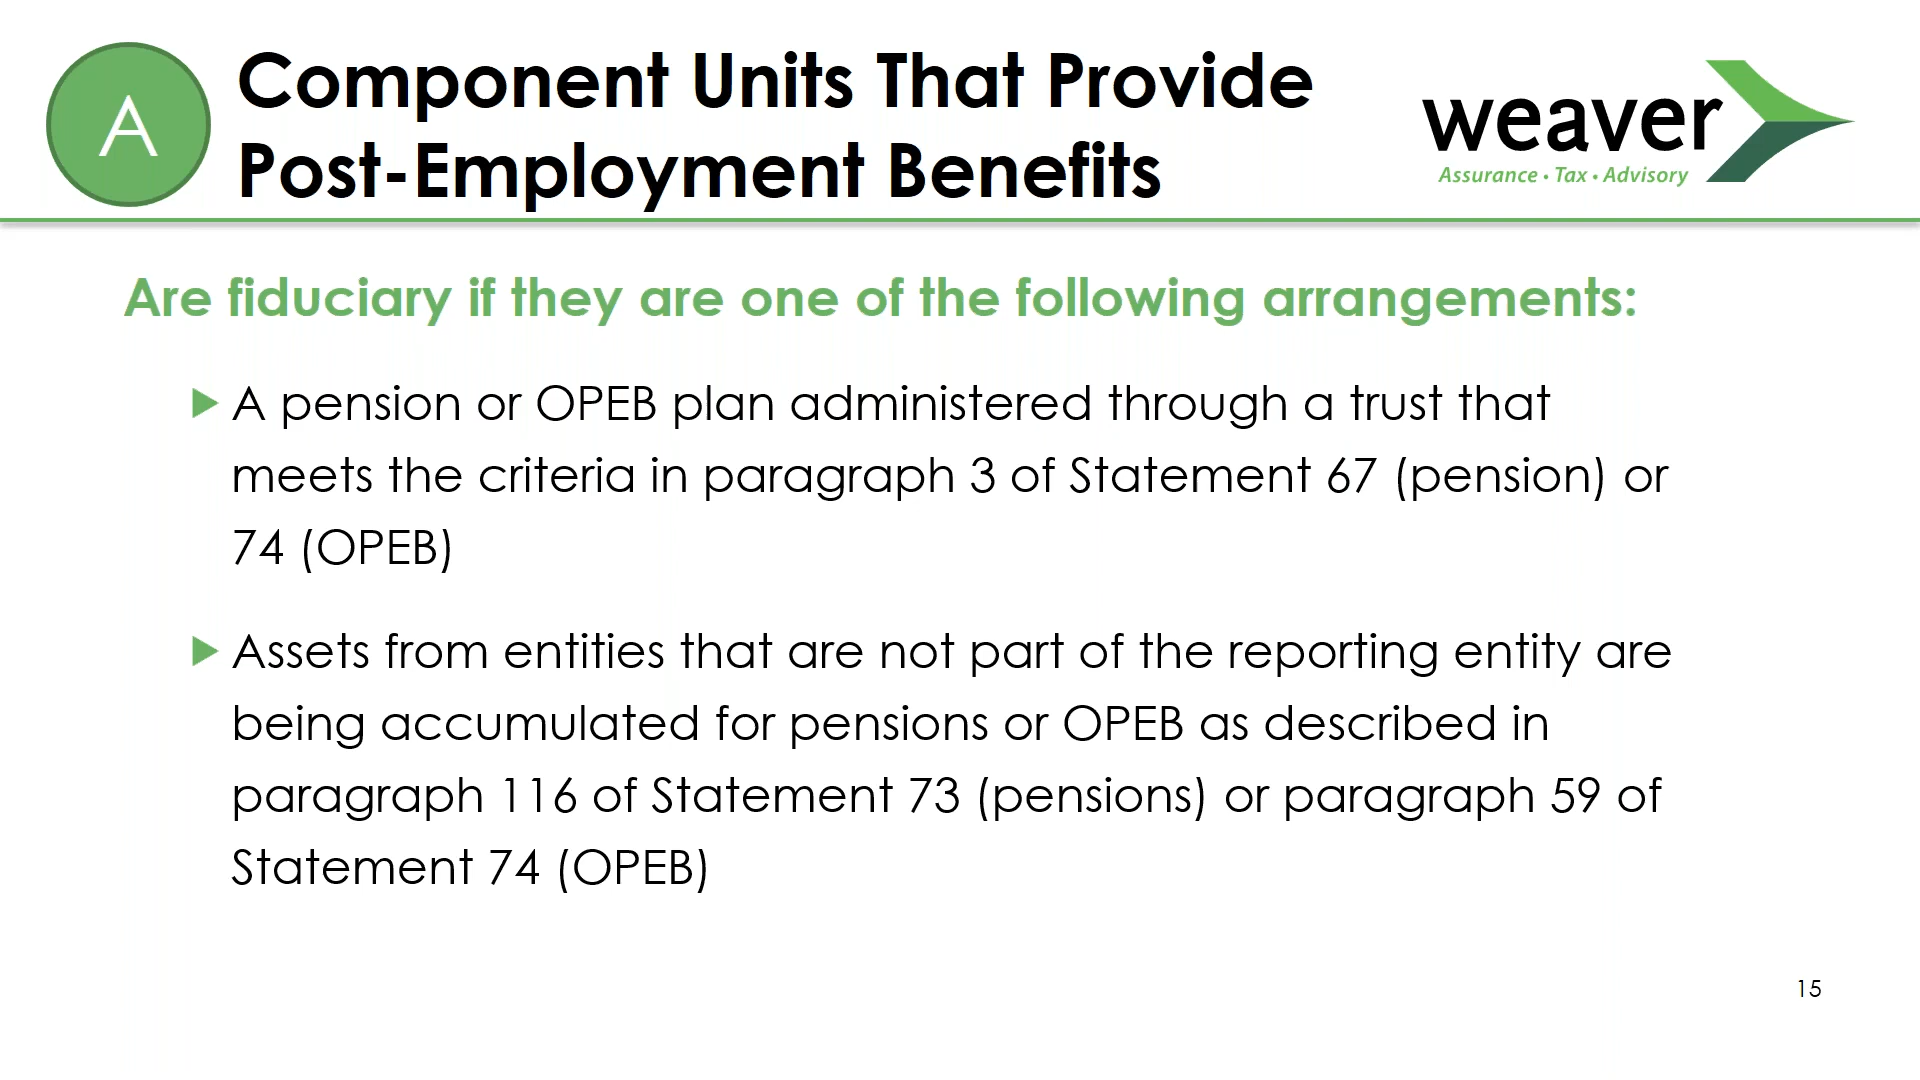 A
Component Units That Provide
Post-Employment Benefits
weaver
Assurance • Tax • Advisory
Are fiduciary if they are one of the following arrangements:
A pension or OPEB plan administered through a trust that
meets the criteria in paragraph 3 of Statement 67 (pension) or
74 (OPEB)
Assets from entities that are not part of the reporting entity are
being accumulated for pensions or OPEB as described in
paragraph 116 of Statement 73 (pensions) or paragraph 59 of
Statement 74 (OPEB)
15